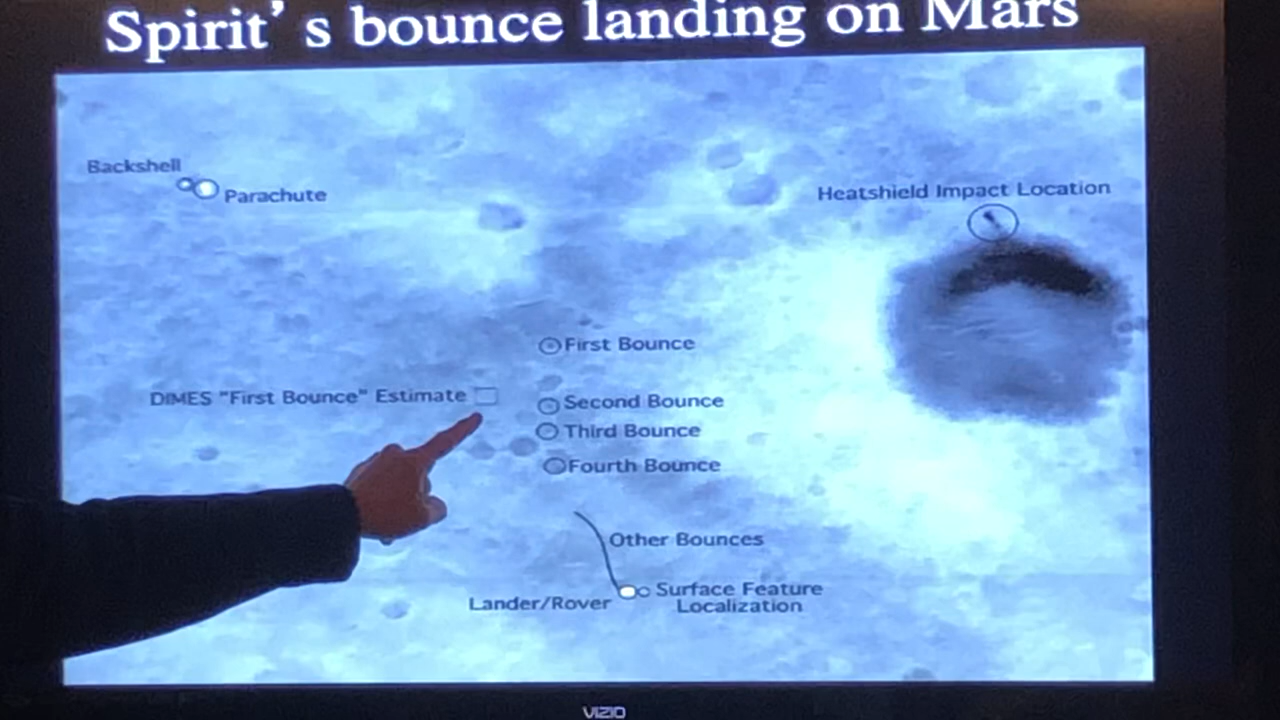 Spirit’s bounce landing on Mars
Backshell
Parachute
Heatshield Impact Location
First Bounce
DIMES "First Bounce" Estimate
Second Bounce
Third Bounce
Fourth Bounce
Other Bounces
Surface Feature
Localization
Lander/Rover
VIZIO